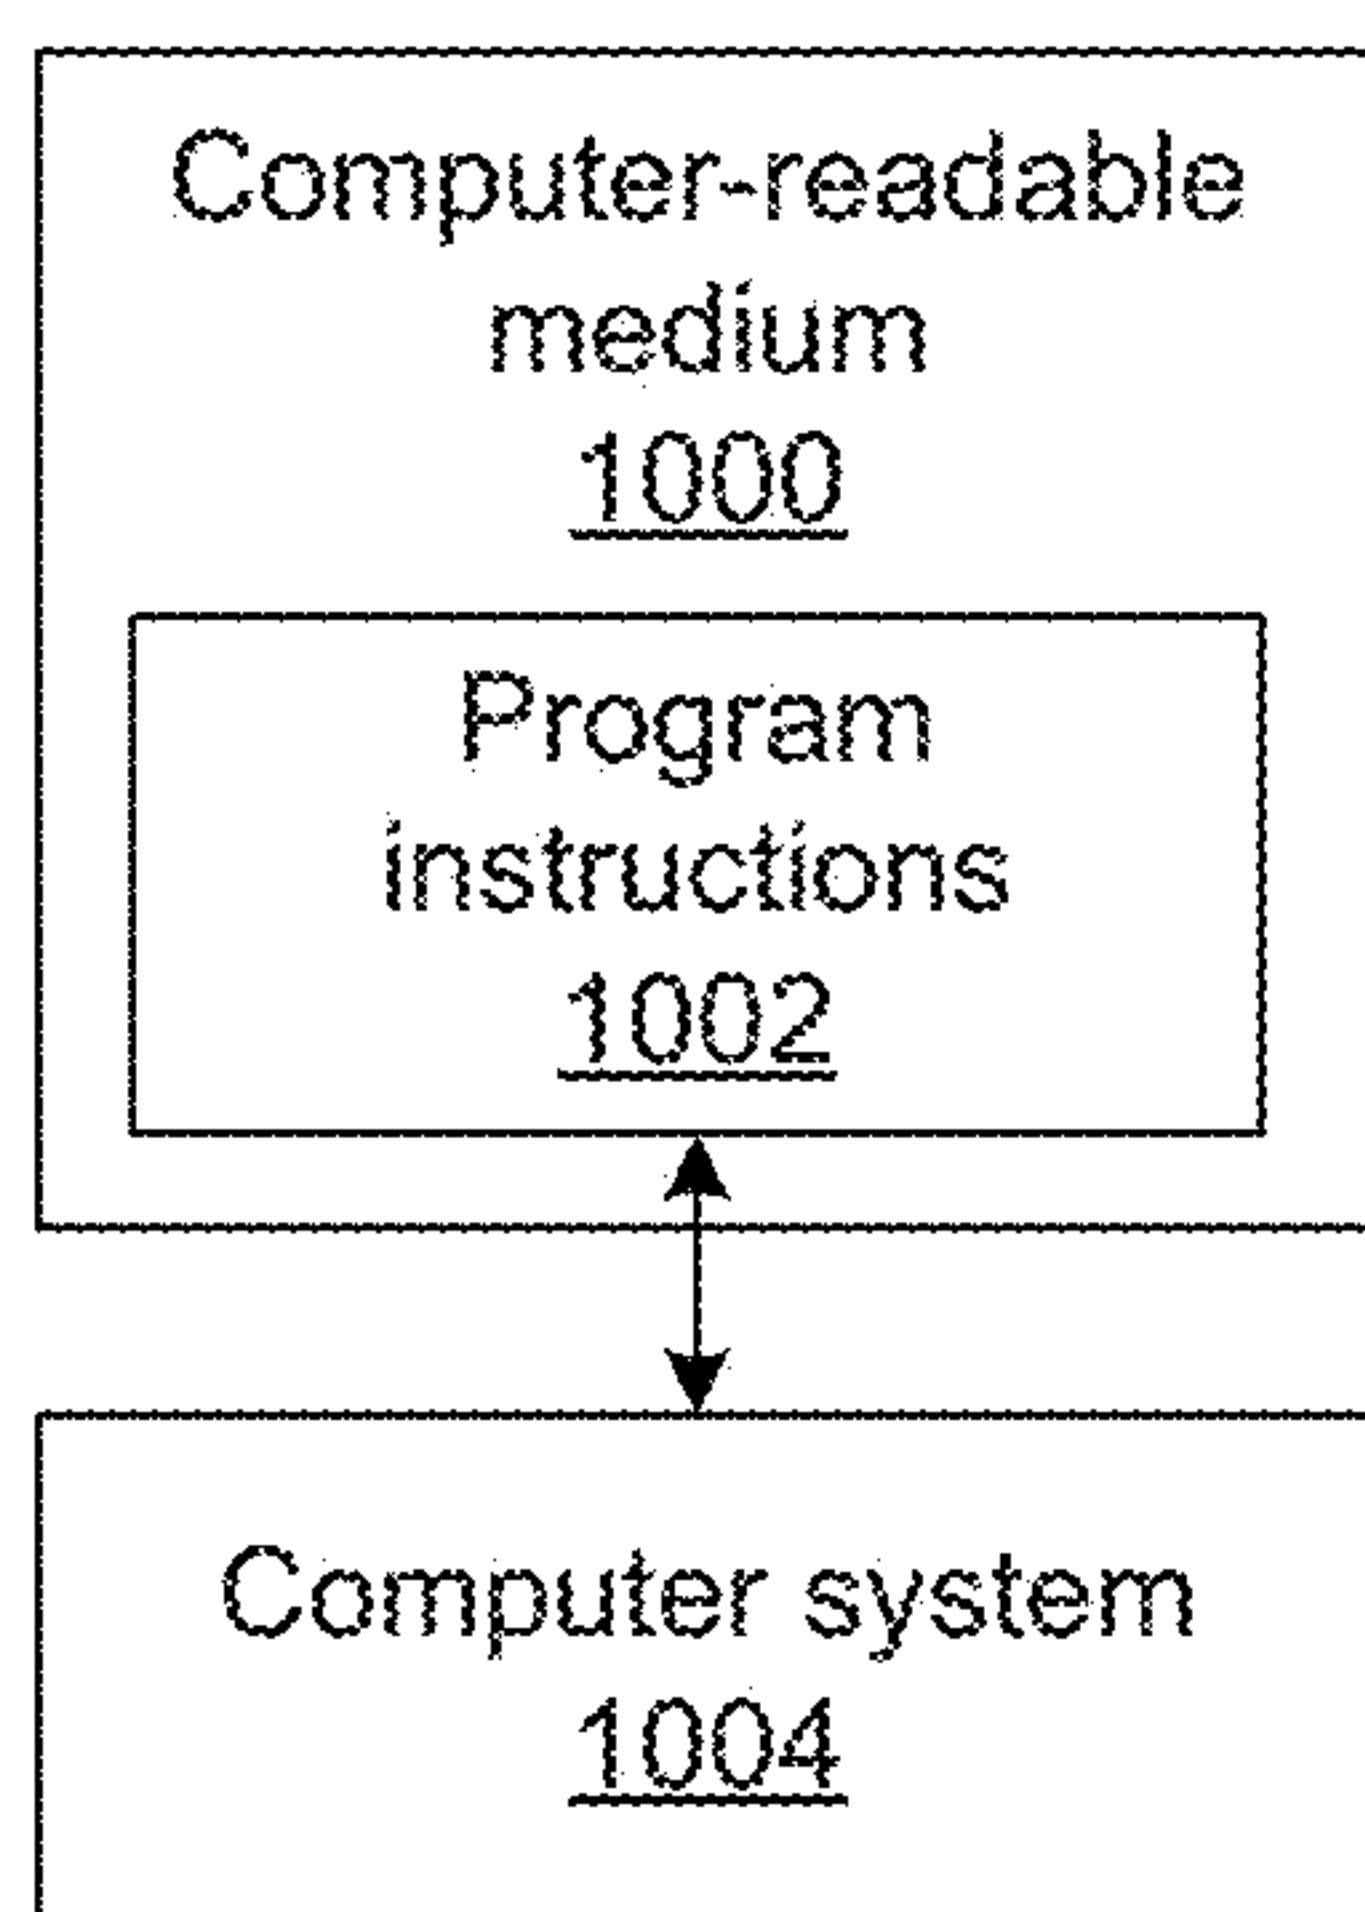 Computer-readable
medium
1000
Program
instructions
1002
Computer system
1004